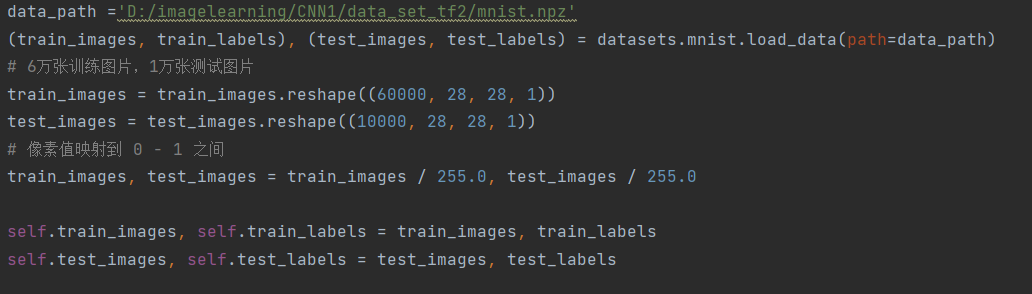 data_path ='D:/imagelearning/CNN1/data_set_tf2/mnist.npz'
(train_images, train_labels), (test_images, test_labels) = datasets.mnist.load_data(path=data_path)
# 6万张训练图片，1万张测试图片
train_images = train_images.reshape((60000, 28, 28, 1))
test_images = test_images.reshape((10000, 28, 28, 1))
# 像素值映射到 0 - 1 之间
train_images, test_images = train_images / 255.0, test_images / 255.0
self.train_images, self.train_labels = train_images, train_labels
self.test_images, self.test_labels = test_images, test_labels